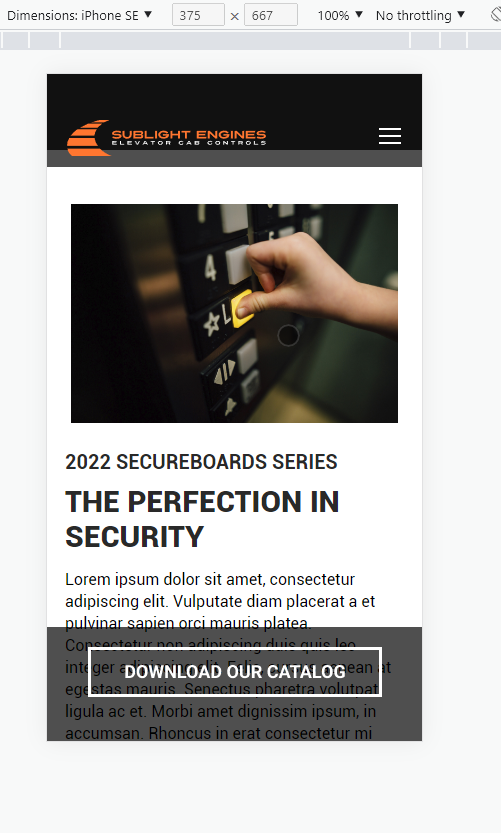 Dimensions: iPhone SE ▼ 375 × 667 100% ▼ No throttling ▼
SUBLIGHT ENGINES
ELEVATOR CAB CONTROLS
4
L
2022 SECUREBOARDS SERIES
THE PERFECTION IN
SECURITY
Lorem ipsum dolor sit amet, consectetur
adipiscing elit. Vulputate diam placerat a et
pulvinar sapien orci mauris platea.
Consectetur non adipiscing duis quis leo
integer adipiscing elit.
DOWNLOAD OUR CATALOG
egestas mauris. Senectus pharetra volutpat
ligula ac et. Morbi amet dignissim ipsum, in
accumsan. Rhoncus in erat consectetur mi